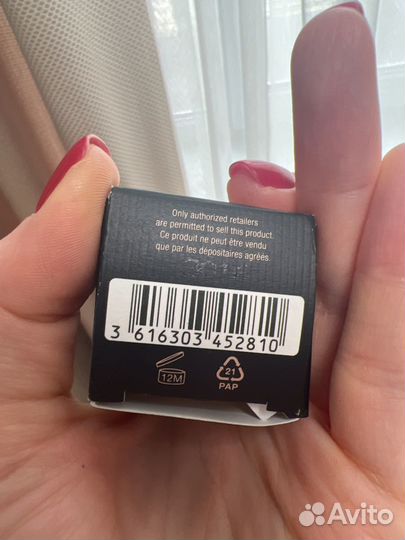 Only authorized retailers
are permitted to sell this product.
Ce produit ne peut être vendu
que par les dépositaires agréés.
3 616303 452810
12M
21
PAP
Avito